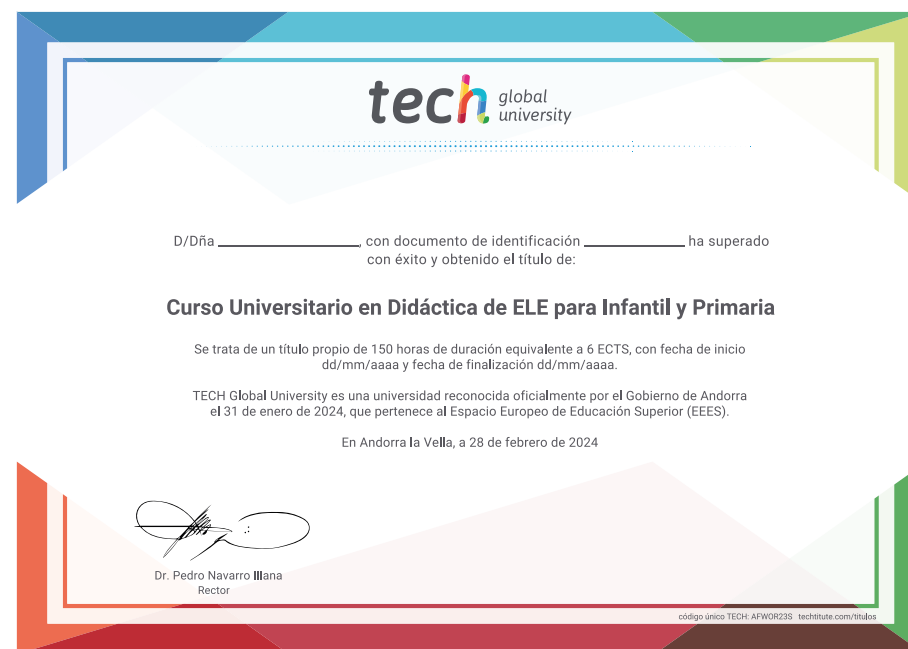 tech global university
D/Dña ____________________, con documento de identificación ______________ ha superado
con éxito y obtenido el título de:
Curso Universitario en Didáctica de ELE para Infantil y Primaria
Se trata de un título propio de 150 horas de duración equivalente a 6 ECTS, con fecha de inicio
dd/mm/aaaa y fecha de finalización dd/mm/aaaa.
TECH Global University es una universidad reconocida oficialmente por el Gobierno de Andorra
el 31 de enero de 2024, que pertenece al Espacio Europeo de Educación Superior (EEES).
En Andorra la Vella, a 28 de febrero de 2024
Dr. Pedro Navarro Illana
Rector
código único TECH: AFWOR23S techtitute.com/titulos